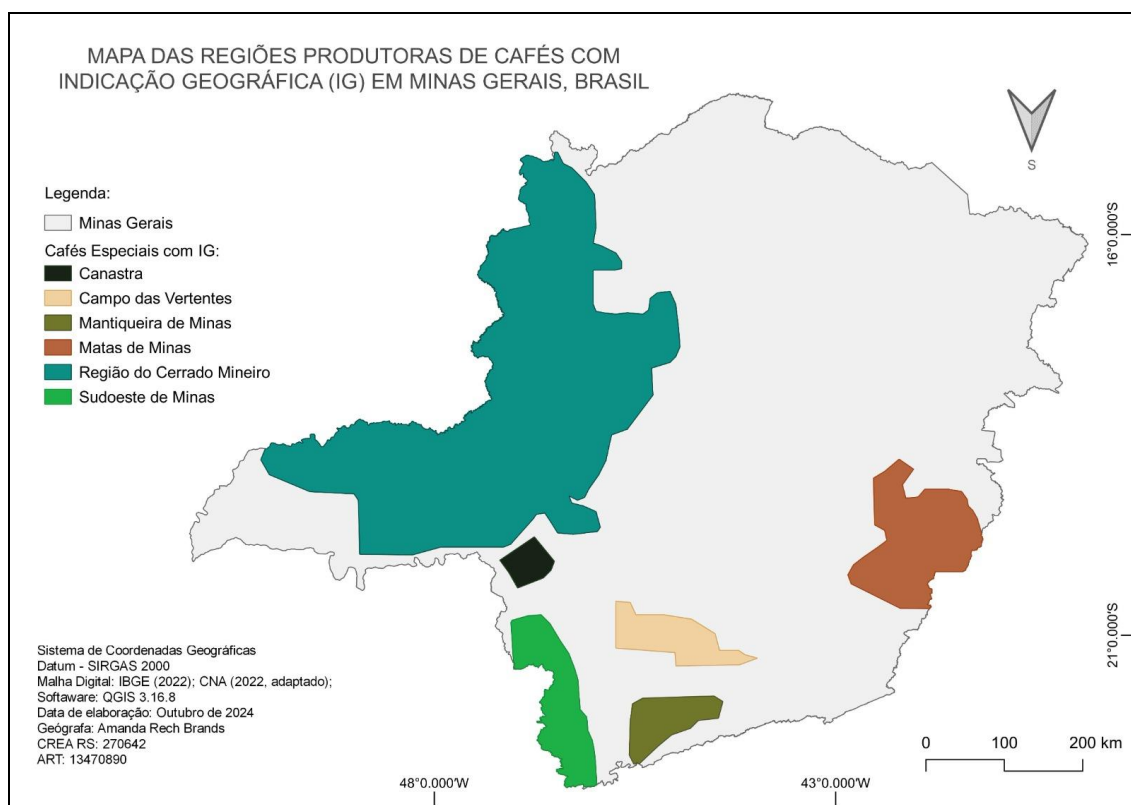 MAPA DAS REGIÕES PRODUTORAS DE CAFÉS COM
INDICAÇÃO GEOGRÁFICA (IG) EM MINAS GERAIS, BRASIL
S
Legenda:
Minas Gerais
Cafés Especiais com IG:
Canastra
Campo das Vertentes
Mantiqueira de Minas
Matas de Minas
Região do Cerrado Mineiro
Sudoeste de Minas
16°0.000'S
21°0.000'S
Sistema de Coordenadas Geográficas
Datum - SIRGAS 2000
Malha Digital: IBGE (2022); CNA (2022, adaptado);
Softaware: QGIS 3.16.8
Data de elaboração: Outubro de 2024
Geógrafa: Amanda Rech Brands
CREA RS: 270642
ART: 13470890
0 100 200 km
48°0.000'W
43°0.000'W